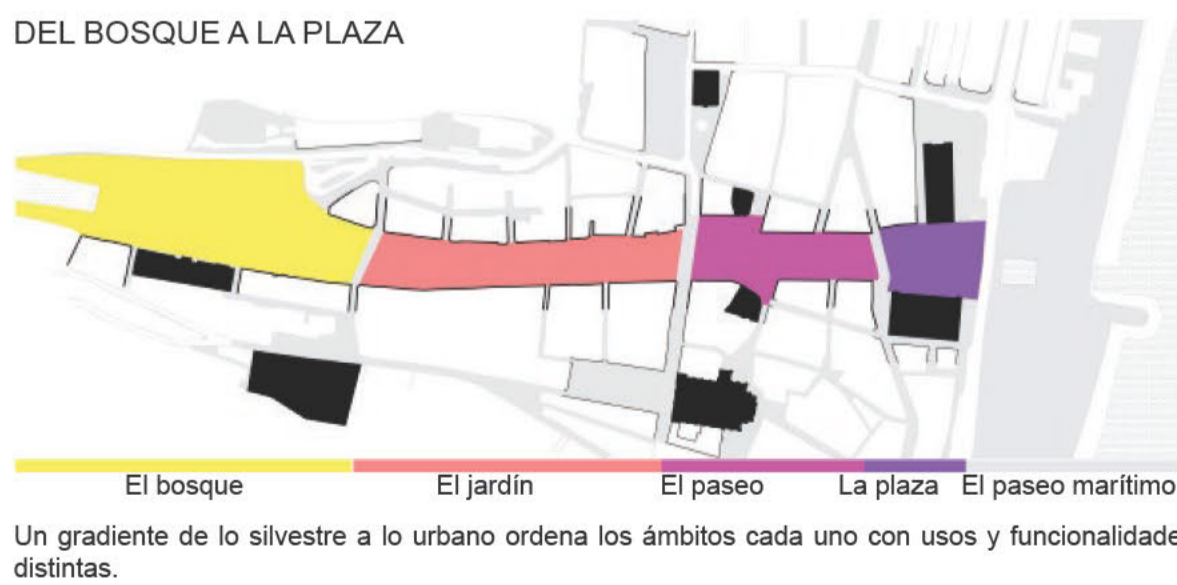 DEL BOSQUE A LA PLAZA
El bosque El jardín El paseo La plaza El paseo marítimo
Un gradiente de lo silvestre a lo urbano ordena los ámbitos cada uno con usos y funcionalidade
distintas.